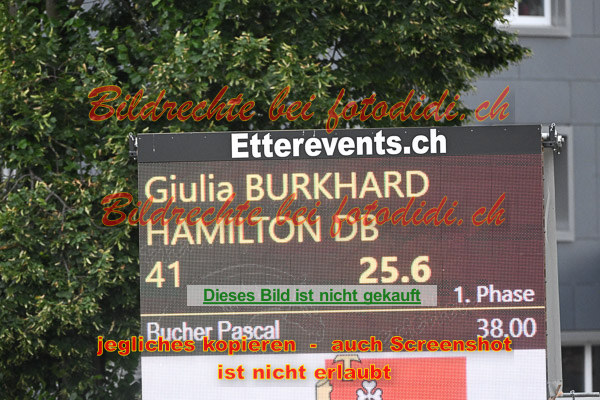 Bildrechte bei fotodidi.ch
Etterevents.ch
Giulia BURKHARD
Bildrechte bei fotodidi.ch
HAMILTON DB
41 25.6
Dieses Bild ist nicht gekauft
1. Phase
Bucher Pascal 38.00
jegliches kopieren - auch Screenshot
ist nicht erlaubt
T